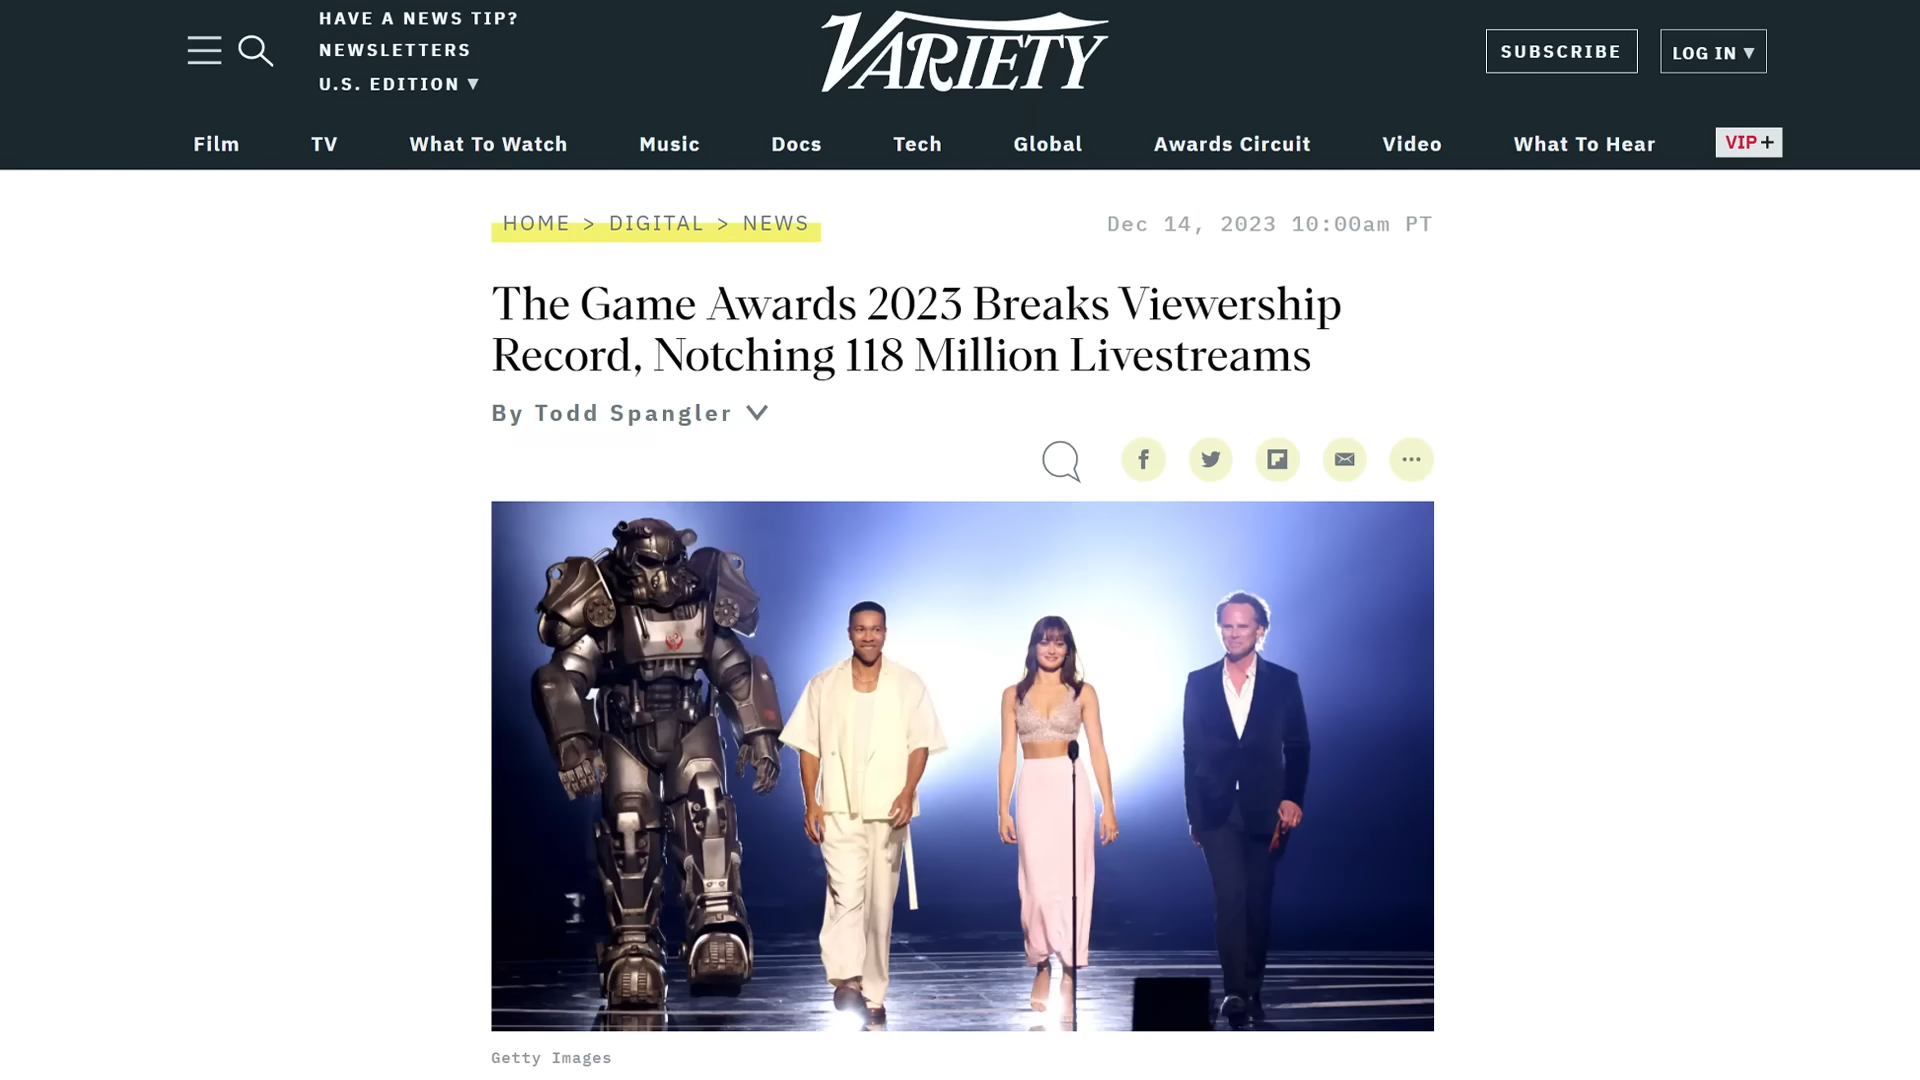 HAVE A NEWS TIP?
NEWSLETTERS
U.S. EDITION ▼
VARIETY
SUBSCRIBE
LOG IN ▼
Film TV What To Watch Music Docs Tech Global Awards Circuit Video What To Hear VIP+
HOME > DIGITAL > NEWS
Dec 14, 2023 10:00am PT
The Game Awards 2023 Breaks Viewership
Record, Notching 118 Million Livestreams
By Todd Spangler
Getty Images